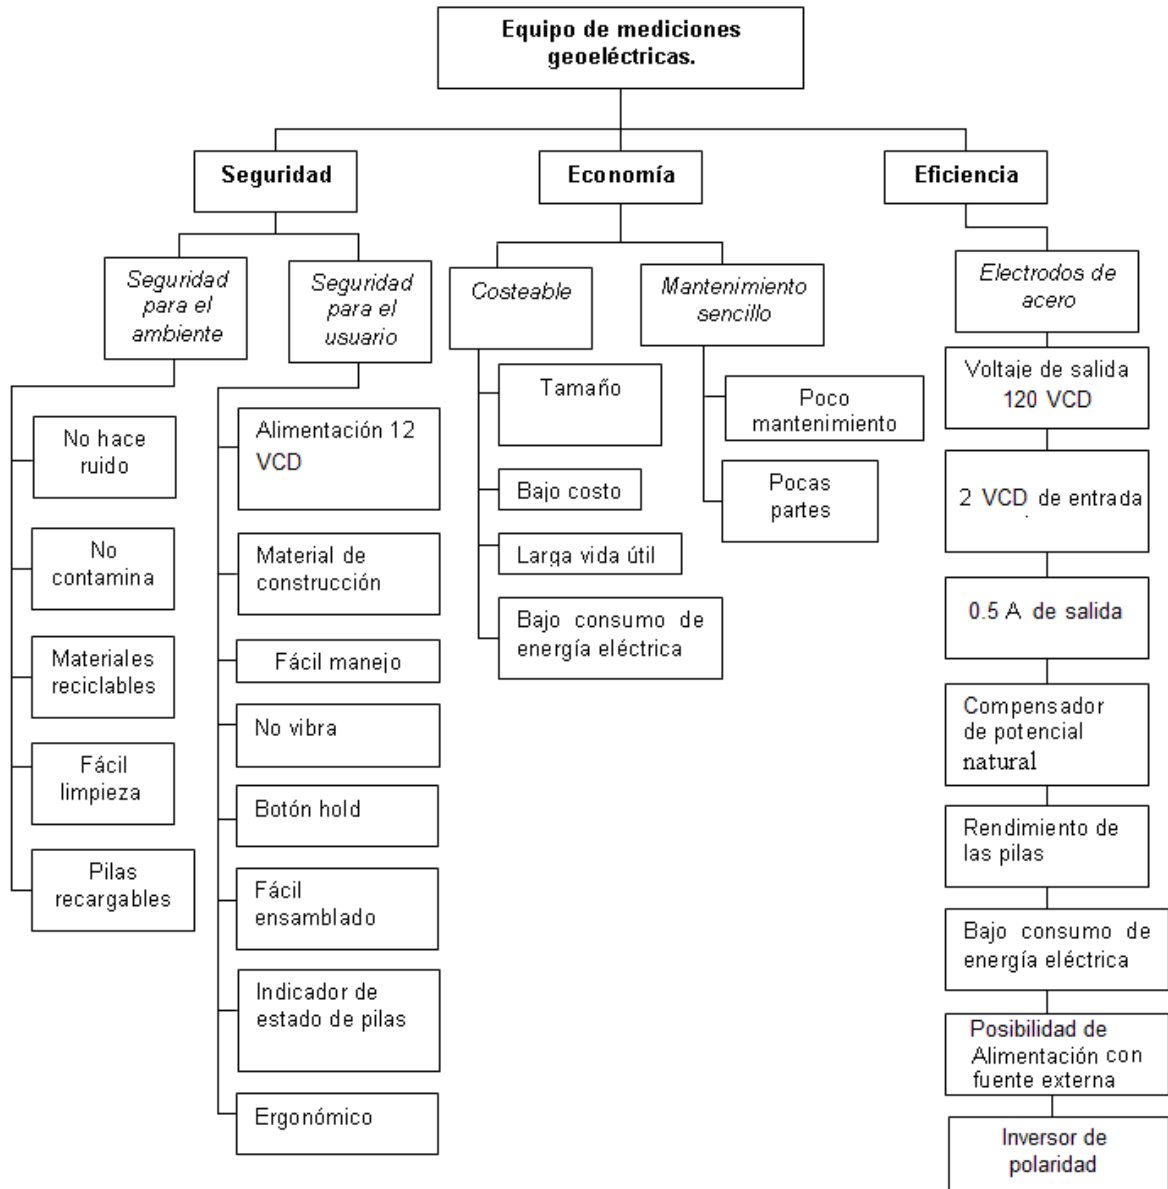 Equipo de mediciones
geoeléctricas.
Seguridad
Economía
Eficiencia
Seguridad
para el
ambiente
Seguridad
para el
usuario
Costeable
Mantenimiento
sencillo
Electrodos de
acero
No hace
ruido
No
contamina
Materiales
reciclables
Fácil
limpieza
Pilas
recargables
Alimentación 12
VCD
Material de
construcción
Fácil manejo
No vibra
Botón hold
Fácil
ensamblado
Indicador de
estado de pilas
Ergonómico
Tamaño
Bajo costo
Larga vida útil
Bajo consumo de
energía eléctrica
Poco
mantenimiento
Pocas
partes
Voltaje de salida
120 VCD
2 VCD de entrada
.
0.5 A de salida
Compensador
de potencial
natural
Rendimiento de
las pilas
Bajo consumo de
energía eléctrica
Posibilidad de
Alimentación con
fuente externa
Inversor de
polaridad